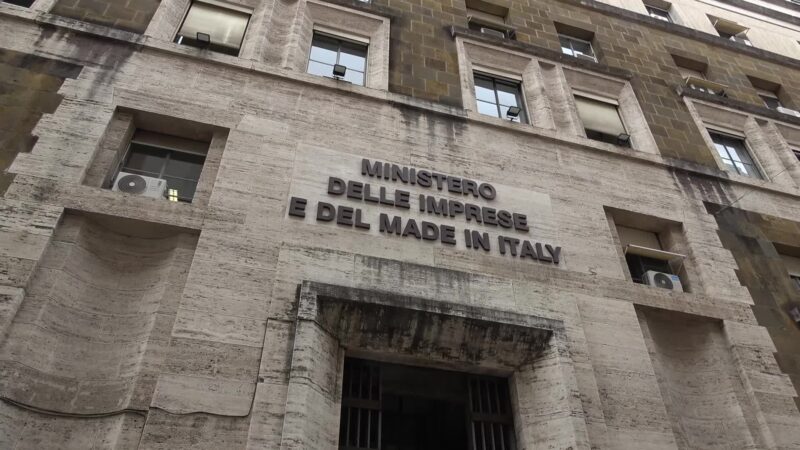 MINISTERO
DELLE IMPRESE
E DEL MADE IN ITALY